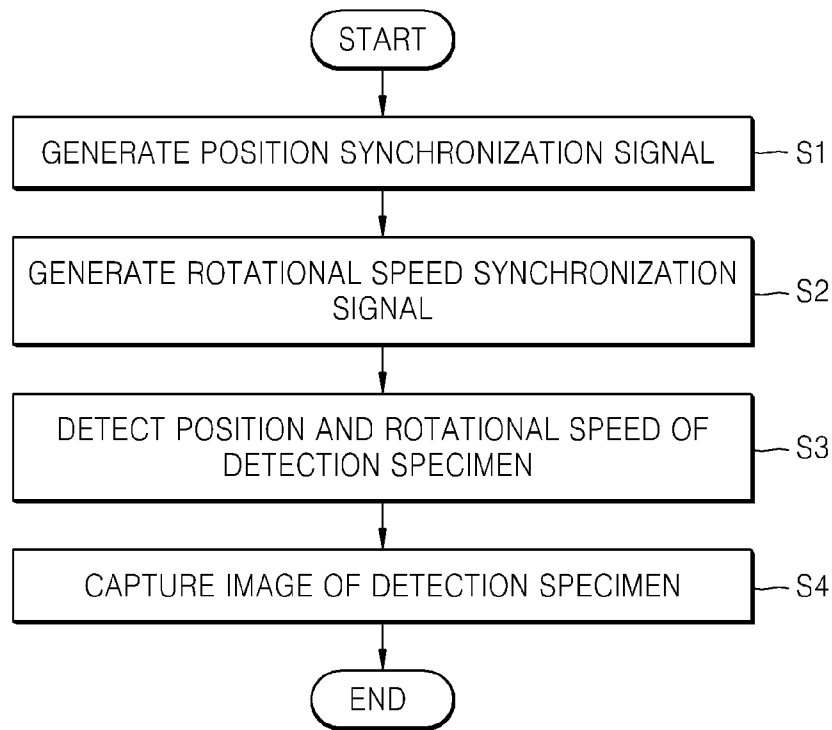 START
GENERATE POSITION SYNCHRONIZATION SIGNAL
S1
GENERATE ROTATIONAL SPEED SYNCHRONIZATION
SIGNAL
S2
DETECT POSITION AND ROTATIONAL SPEED OF
DETECTION SPECIMEN
S3
CAPTURE IMAGE OF DETECTION SPECIMEN
S4
END